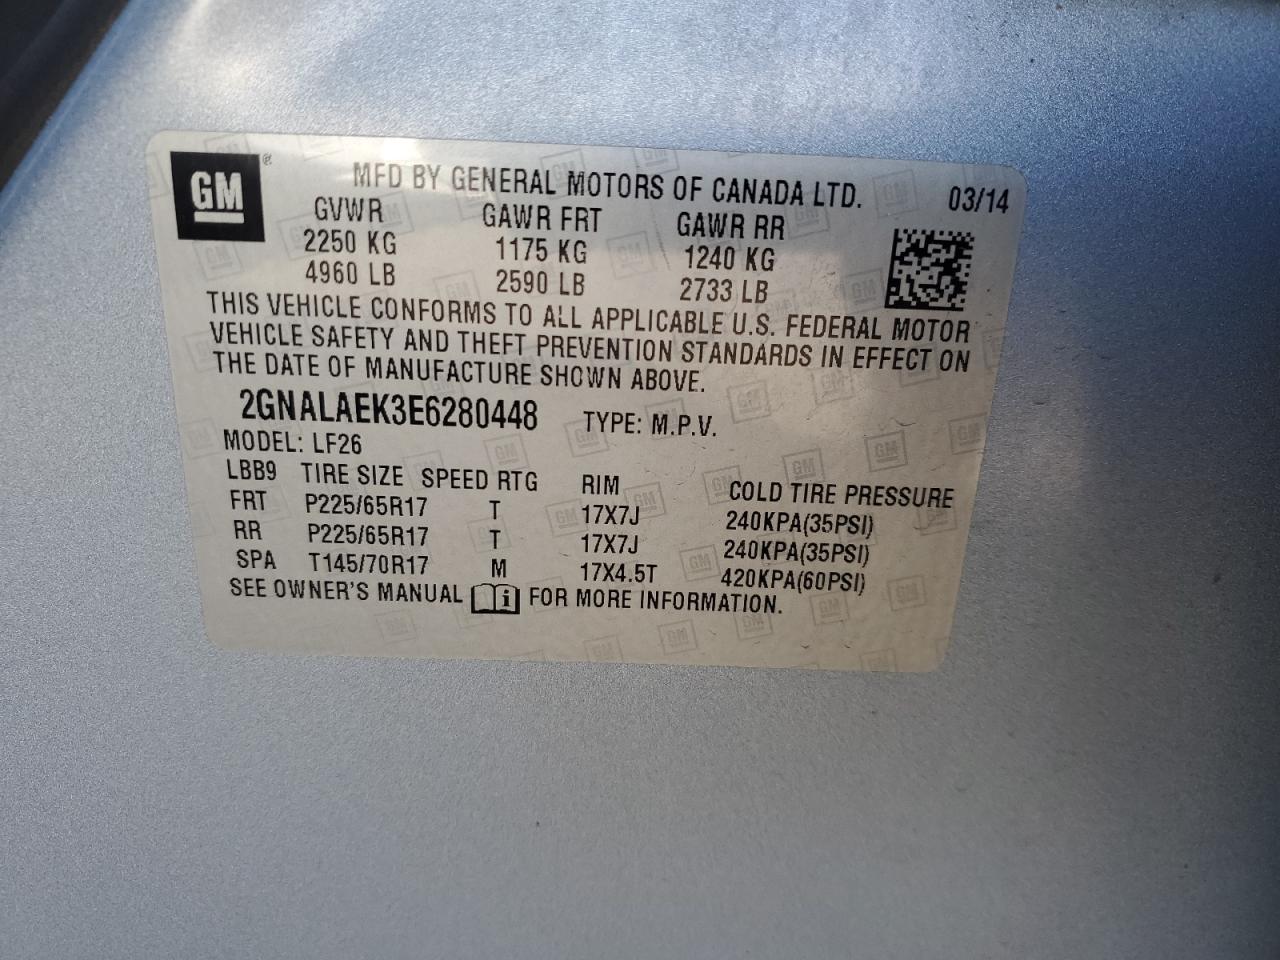 GM ®
MFD BY GENERAL MOTORS OF CANADA LTD. 03/14
GVWR GAWR FRT GAWR RR
2250 KG 1175 KG 1240 KG
4960 LB 2590 LB 2733 LB
THIS VEHICLE CONFORMS TO ALL APPLICABLE U.S. FEDERAL MOTOR
VEHICLE SAFETY AND THEFT PREVENTION STANDARDS IN EFFECT ON
THE DATE OF MANUFACTURE SHOWN ABOVE.
2GNALAEK3E6280448 TYPE: M.P.V.
MODEL: LF26
LBB9 TIRE SIZE SPEED RTG RIM COLD TIRE PRESSURE
FRT P225/65R17 T 17X7J 240KPA(35PSI)
RR P225/65R17 T 17X7J 240KPA(35PSI)
SPA T145/70R17 M 17X4.5T 420KPA(60PSI)
SEE OWNER'S MANUAL i FOR MORE INFORMATION.